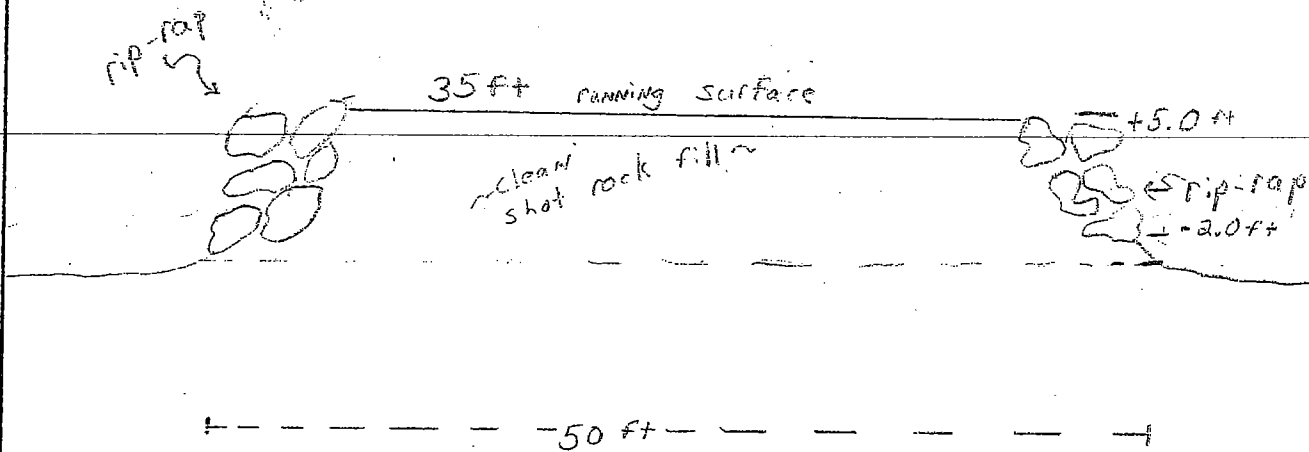 rip-rap
35 ft running surface
+5.0 ft
~clean
shot rock fill~
rip-rap
-2.0 ft
50 ft